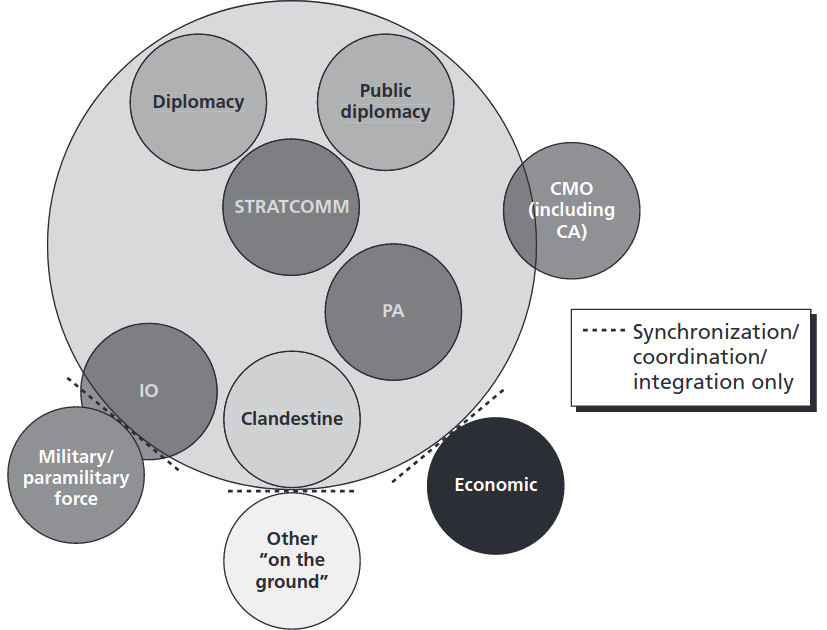 Diplomacy
Public
diplomacy
STRATCOMM
CMO
(including
CA)
PA
Synchronization/
coordination/
integration only
IO
Clandestine
Military/
paramilitary
force
Economic
Other
“on the
ground”